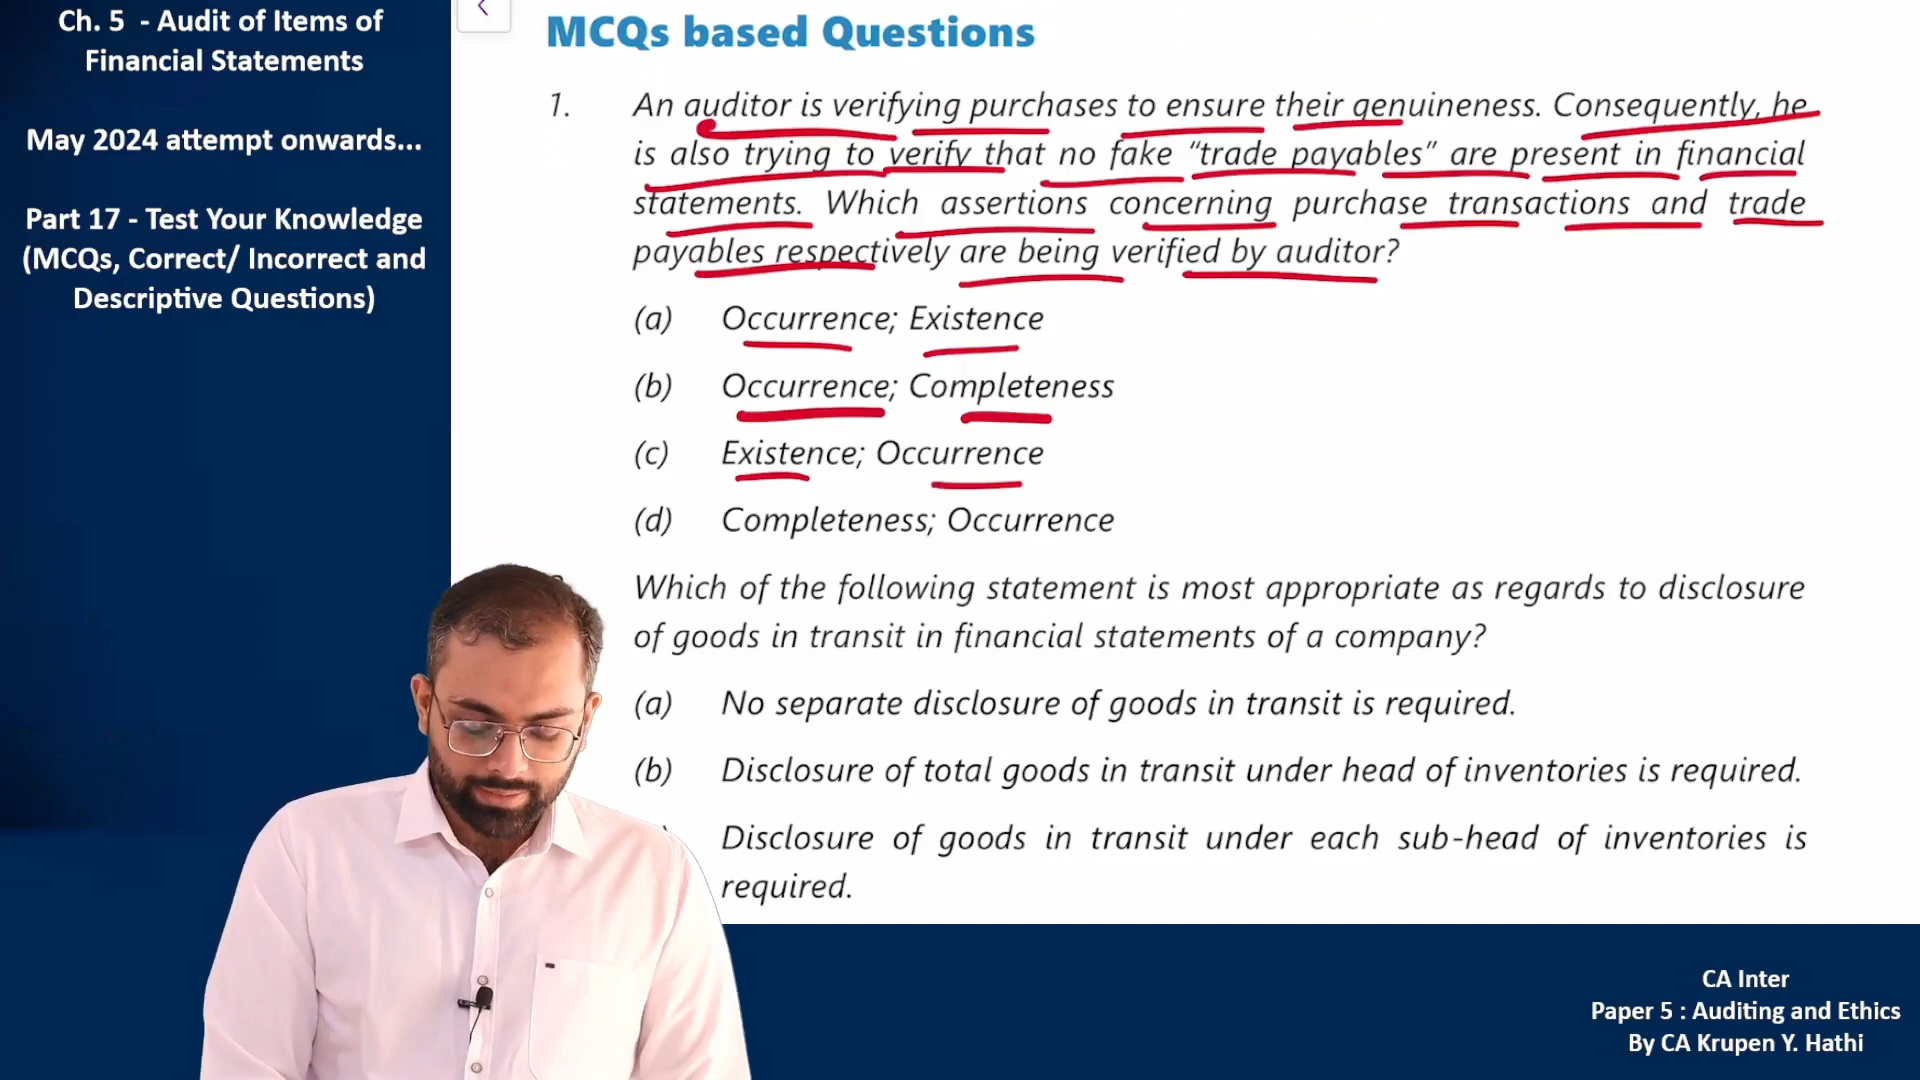 Ch. 5 - Audit of Items of
Financial Statements
May 2024 attempt onwards...
Part 17 - Test Your Knowledge
(MCQs, Correct/ Incorrect and
Descriptive Questions)
MCQs based Questions
1. An auditor is verifying purchases to ensure their genuineness. Consequently, he
is also trying to verify that no fake “trade payables” are present in financial
statements. Which assertions concerning purchase transactions and trade
payables respectively are being verified by auditor?
(a) Occurrence; Existence
(b) Occurrence; Completeness
(c) Existence; Occurrence
(d) Completeness; Occurrence
Which of the following statement is most appropriate as regards to disclosure
of goods in transit in financial statements of a company?
(a) No separate disclosure of goods in transit is required.
(b) Disclosure of total goods in transit under head of inventories is required.
Disclosure of goods in transit under each sub-head of inventories is
required.
CA Inter
Paper 5 : Auditing and Ethics
By CA Krupen Y. Hathi